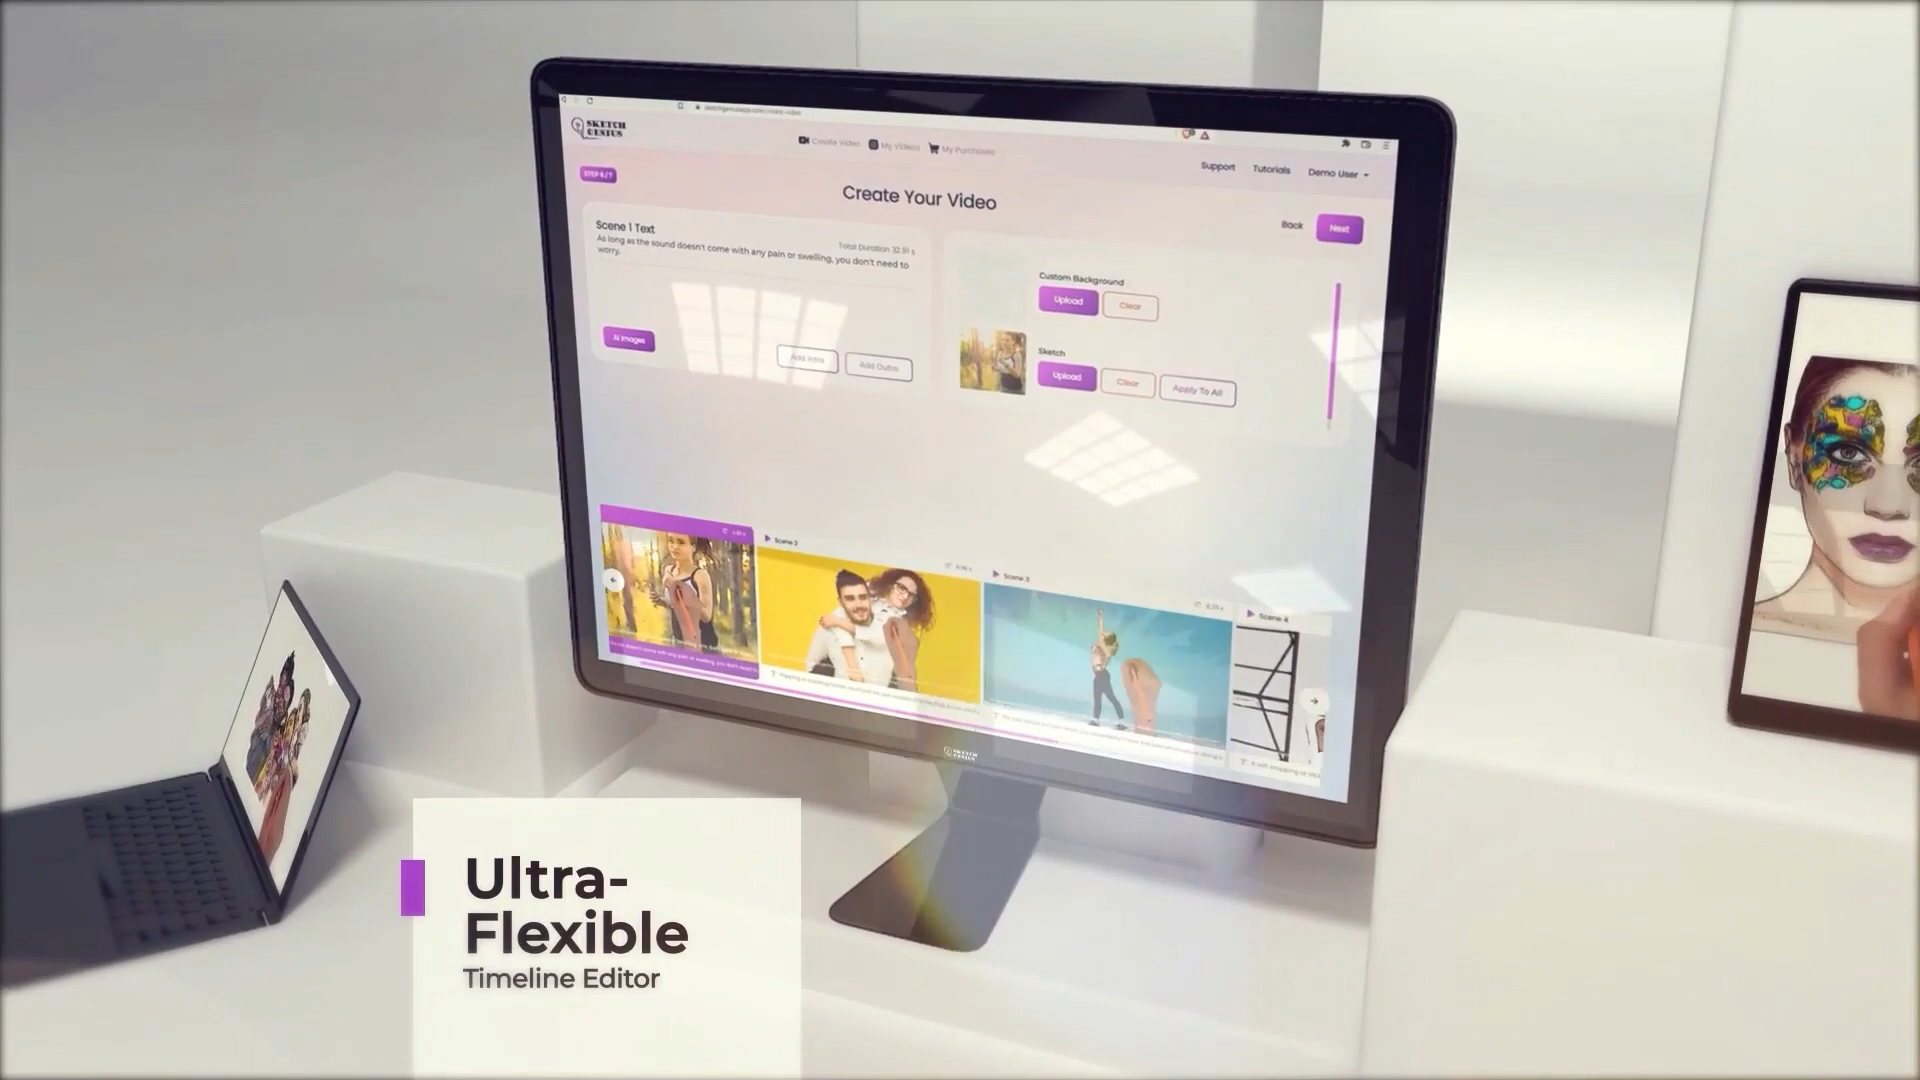 SKETCH
GENIUS
Create Video
My Videos
My Purchases
Support
Tutorials
Demo User
STEP 6/7
Create Your Video
Back
Next
Scene 1 Text
Total Duration 32.91 s
As long as the sound doesn't come with any pain or swelling, you don't need to
worry.
AI Images
Add Intro
Add Outro
Custom Background
Upload
Clear
Sketch
Upload
Clear
Apply To All
Scene 2
Scene 3
Scene 4
SKETCH
GENIUS
Ultra-
Flexible
Timeline Editor